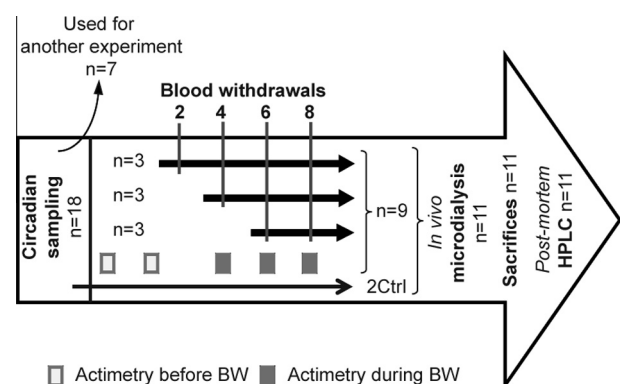 Used for
another experiment
n=7
Blood withdrawals
2 4 6 8
Circadian
sampling
n=18
n=3
n=3
n=3
n=9
2Ctrl
In vivo
microdialysis
n=11
Sacrifices n=11
Post-mortem
HPLC n=11
Actimetry before BW Actimetry during BW